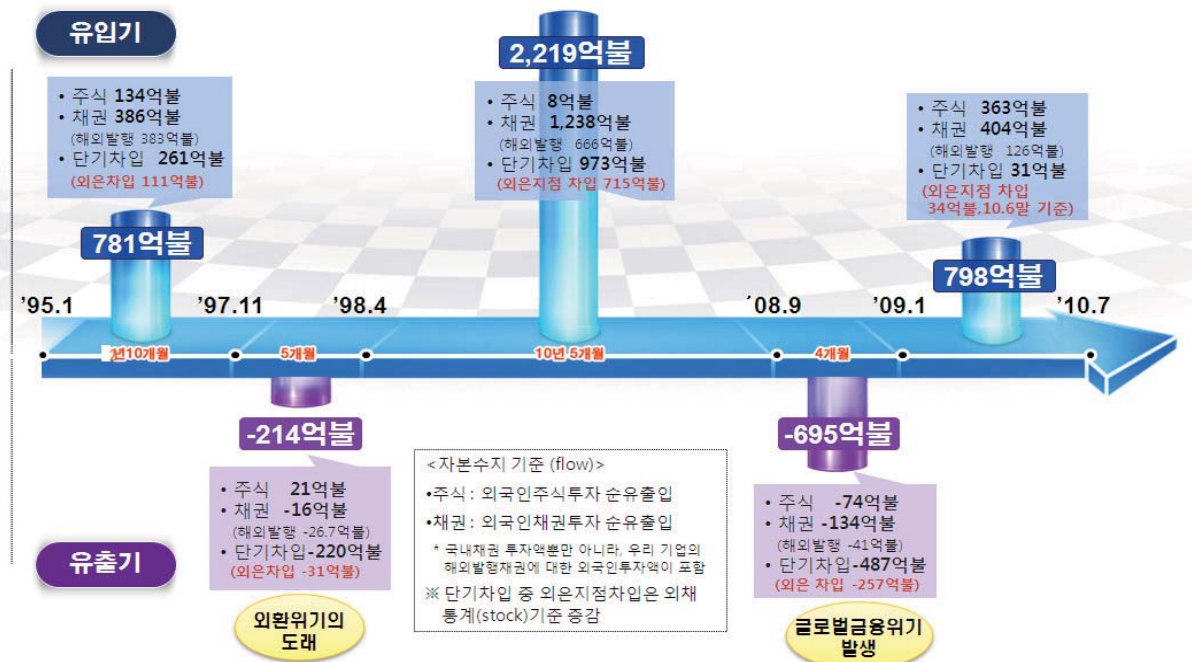 유입기
2,219억불
• 주식 134억불
• 채권 386억불
(해외발행 383억불)
• 단기차입 261억불
(외은차입 111억불)
• 주식 8억불
• 채권 1,238억불
(해외발행 666억불)
• 단기차입 973억불
(외은지점 차입 715억불)
• 주식 363억불
• 채권 404억불
(해외발행 126억불)
• 단기차입 31억불
(외은지점 차입
34억불,10.6말 기준)
781억불
798억불
’95.1
’97.11
’98.4
’08.9
’09.1
’10.7
2년10개월
5개월
10년 5개월
4개월
-214억불
-695억불
• 주식 21억불
• 채권 -16억불
(해외발행 -26.7억불)
• 단기차입-220억불
(외은차입 -31억불)
<자본수지 기준 (flow)>
•주식 : 외국인주식투자 순유출입
•채권 : 외국인채권투자 순유출입
* 국내채권 투자액뿐만 아니라, 우리 기업의
해외발행채권에 대한 외국인투자액이 포함
※ 단기차입 중 외은지점차입은 외채
통계(stock)기준 증감
• 주식 -74억불
• 채권 -134억불
(해외발행 -41억불)
• 단기차입-487억불
(외은 차입 -257억불)
유출기
외환위기의
도래
글로벌금융위기
발생